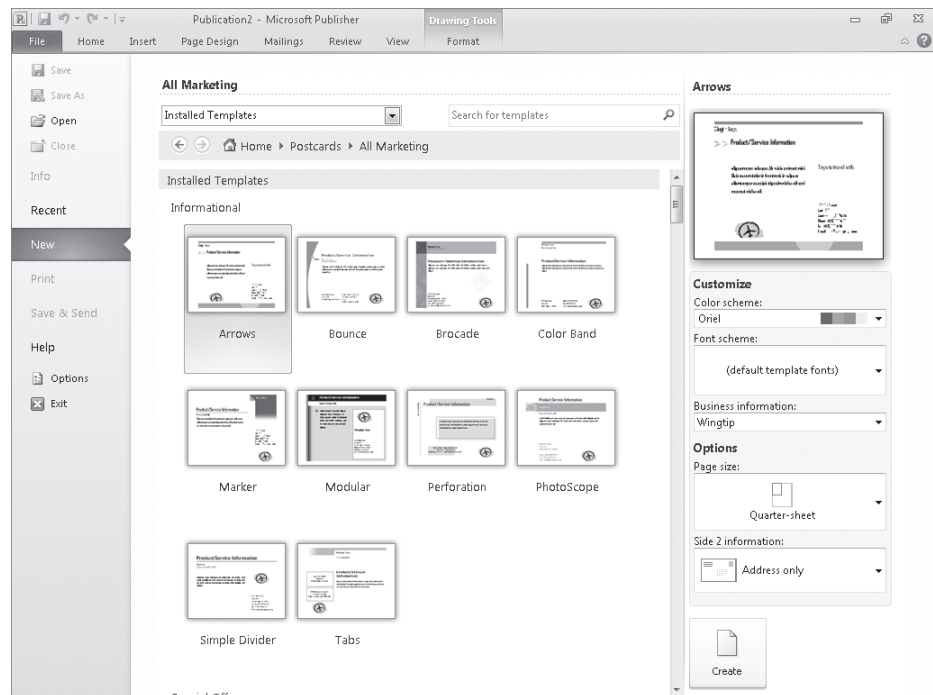 Publication2 - Microsoft Publisher
Drawing Tools
File Home Insert Page Design Mailings Review View Format
Save
Save As
Open
Close
Info
Recent
New
Print
Save & Send
Help
Options
Exit
All Marketing
Installed Templates
Search for templates
Home Postcards All Marketing
Installed Templates
Informational
Arrows Bounce Brocade Color Band
Marker Modular Perforation PhotoScope
Simple Divider Tabs
Arrows
Product/Service Information
Customize
Color scheme:
Oriel
Font scheme:
(default template fonts)
Business information:
Wingtip
Options
Page size:
Quarter-sheet
Side 2 information:
Address only
Create